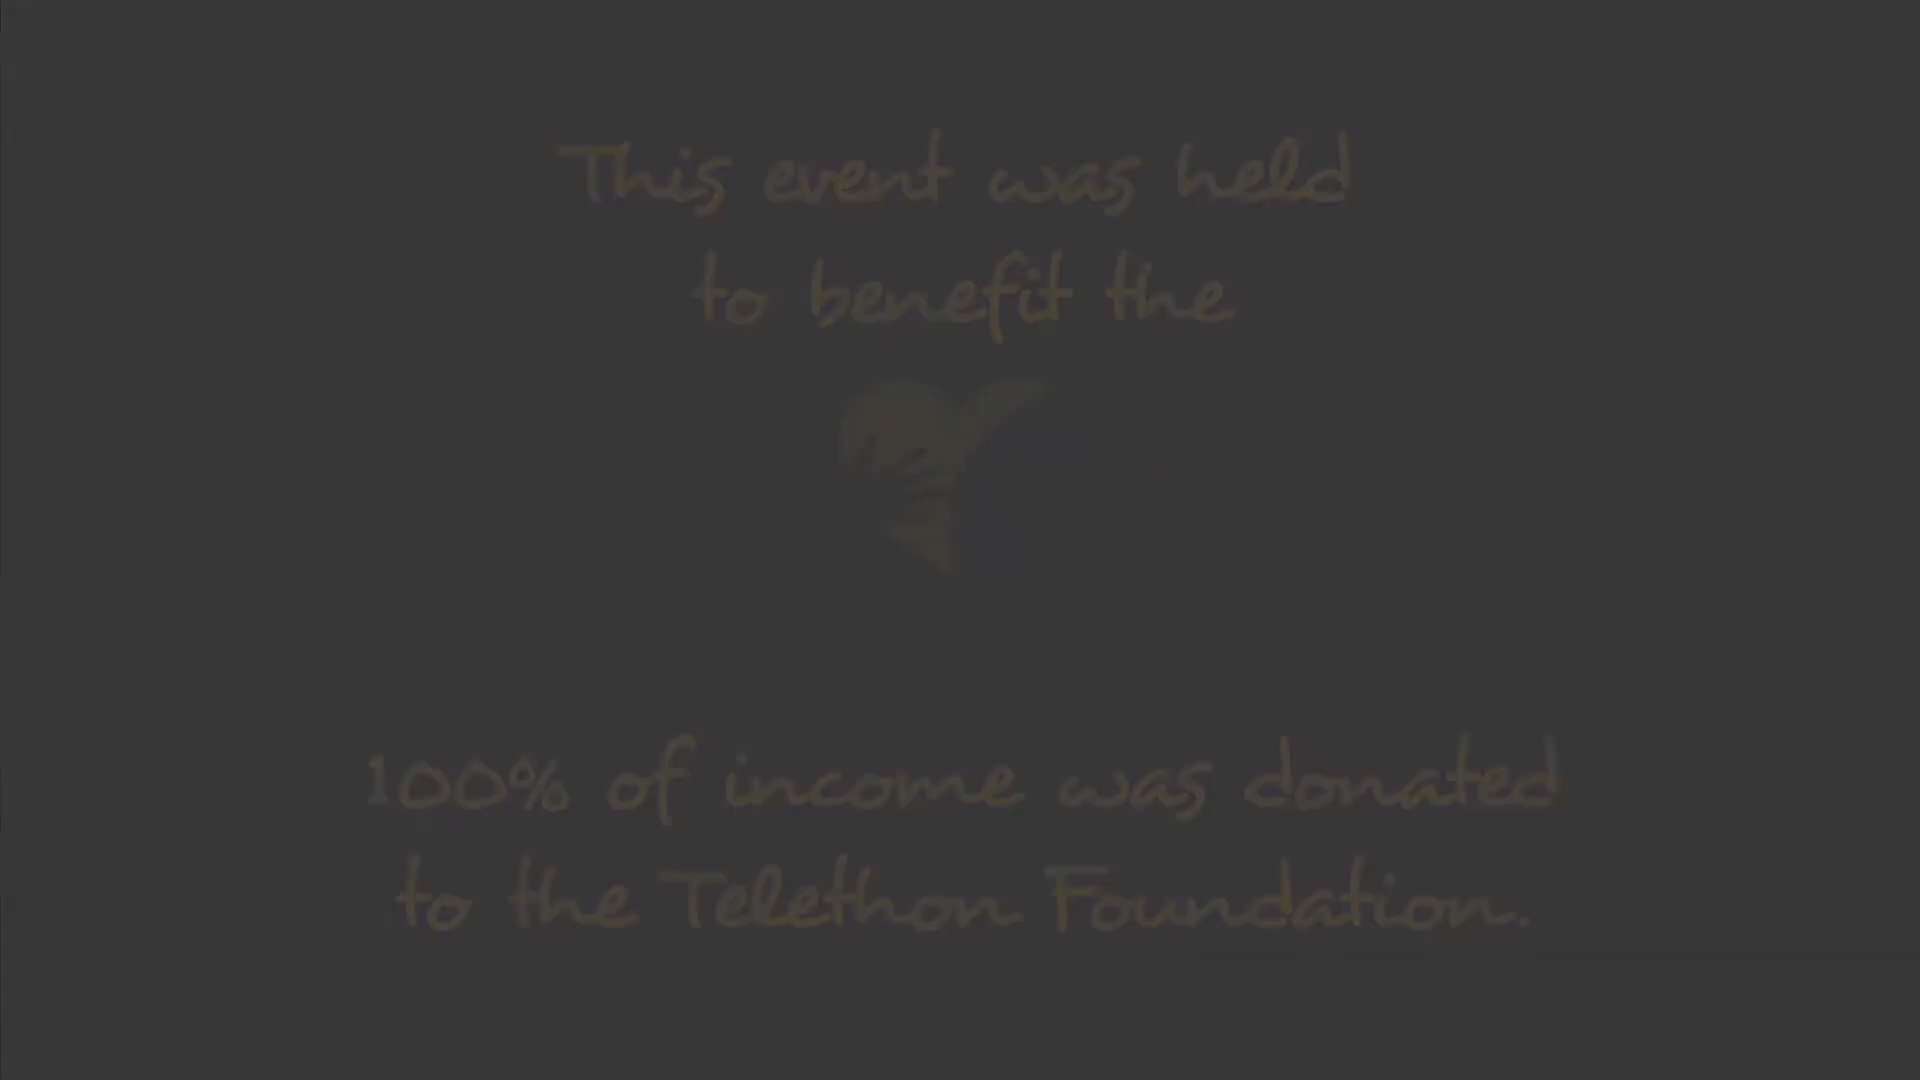 This event was held
to benefit the
100% of income was donated
to the Telethon Foundation.